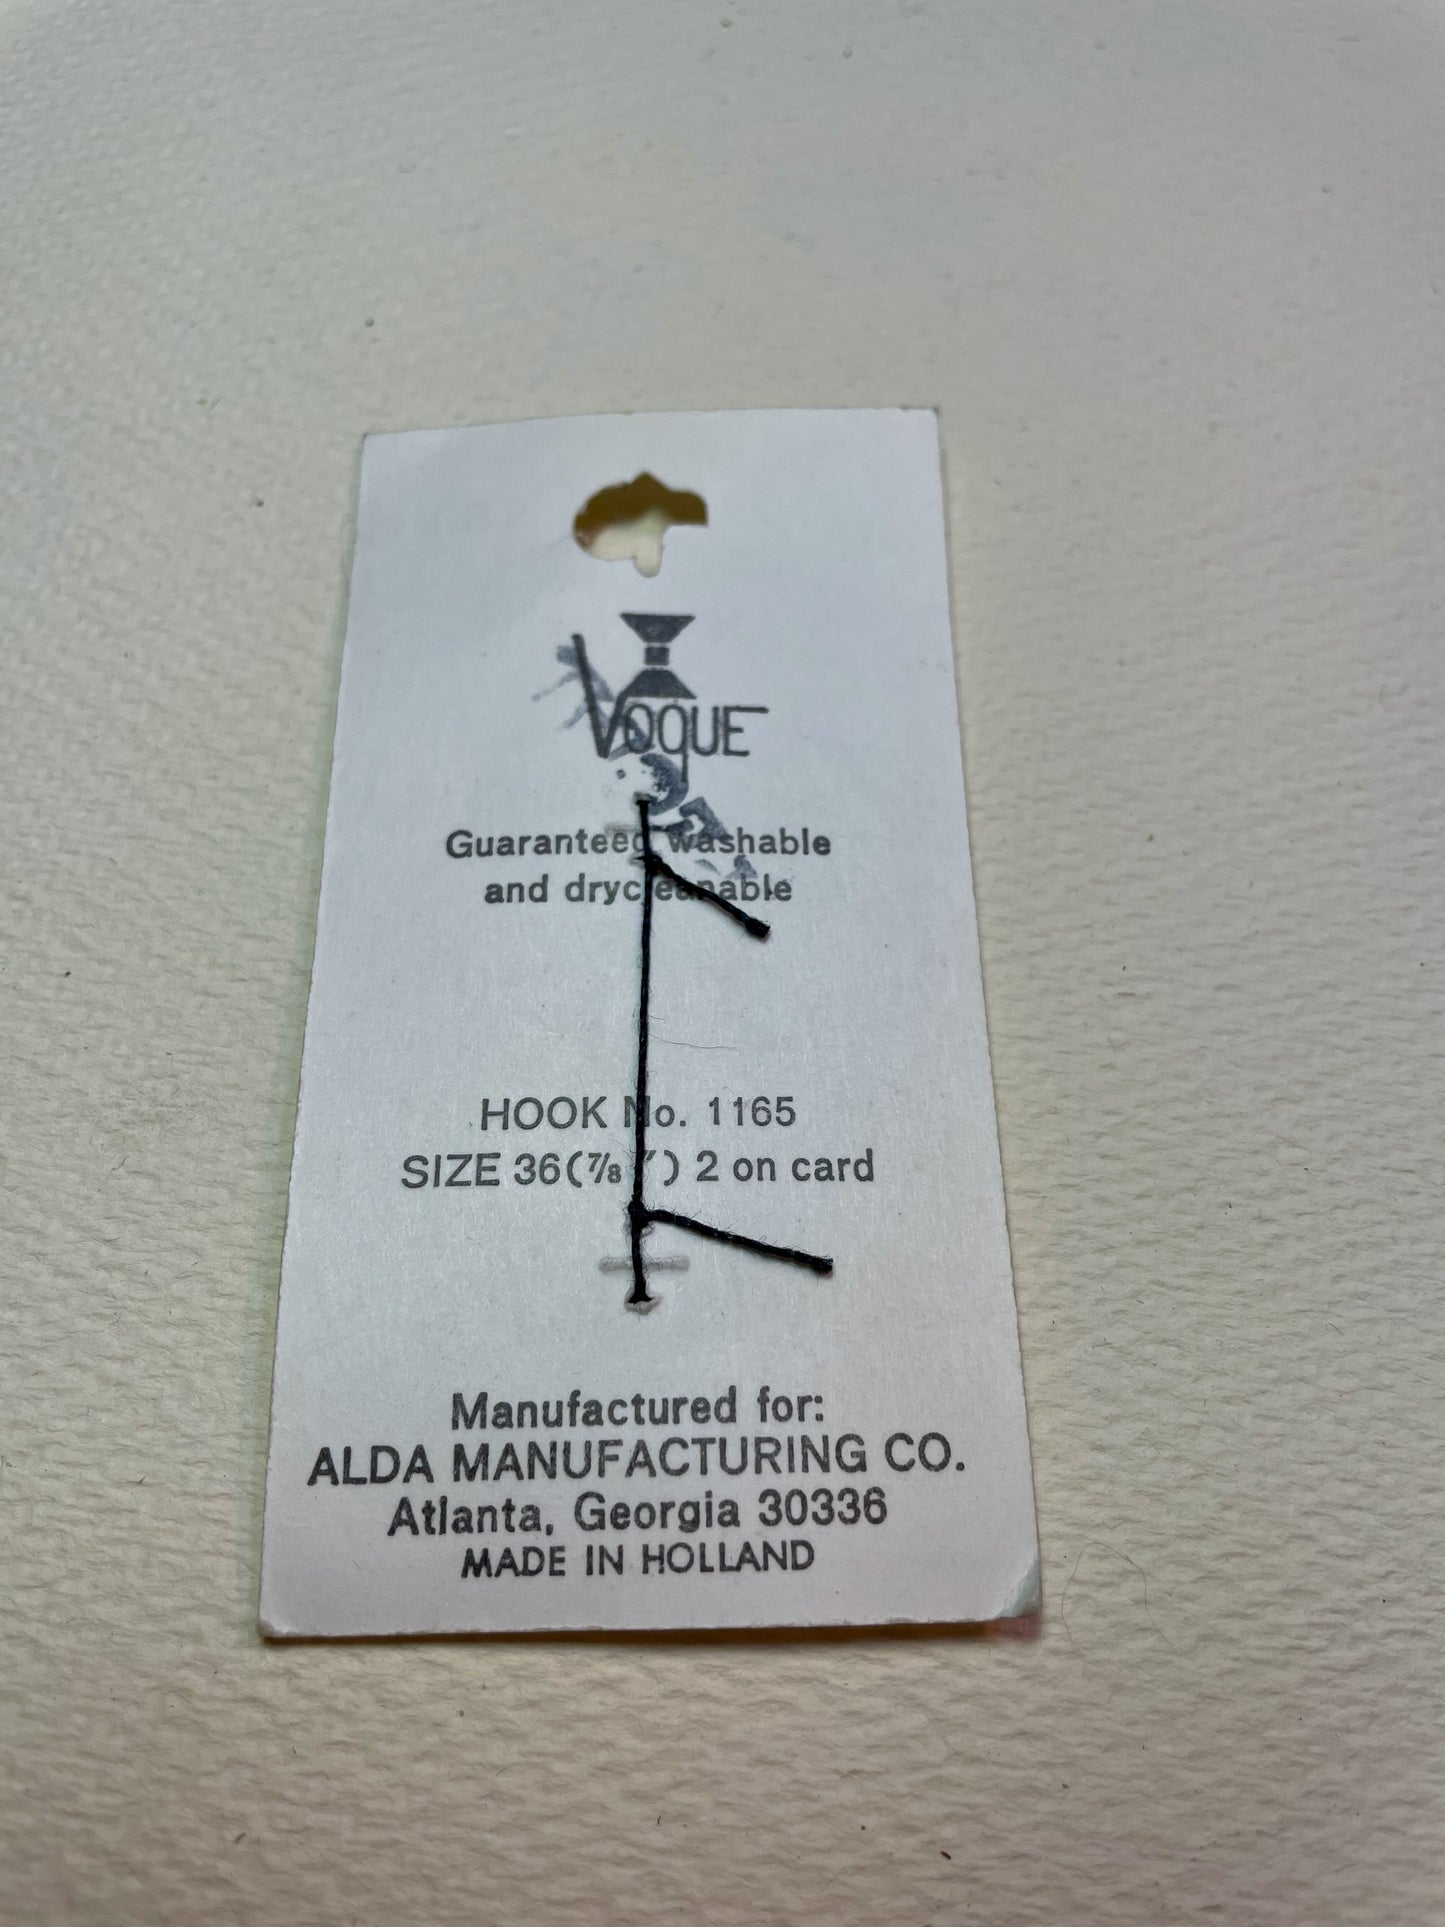 VOGUE
Guaranteed washable
and drycleanable
HOOK No. 1165
SIZE 36(⅞″) 2 on card
Manufactured for:
ALDA MANUFACTURING CO.
Atlanta, Georgia 30336
MADE IN HOLLAND